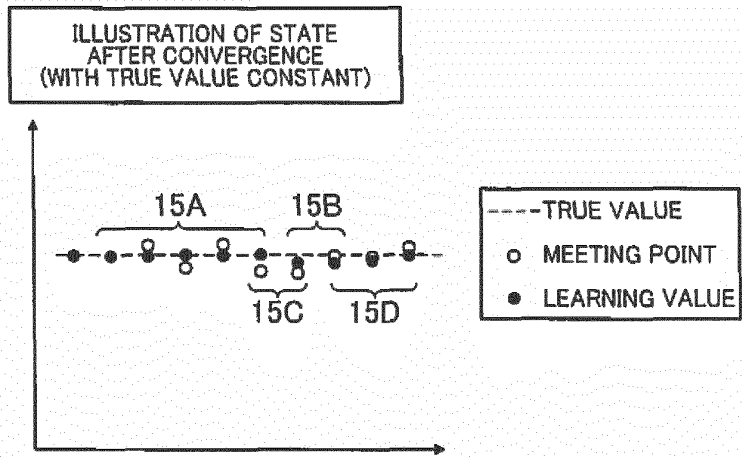 ILLUSTRATION OF STATE
AFTER CONVERGENCE
(WITH TRUE VALUE CONSTANT)
15A
15B
15C
15D
TRUE VALUE
MEETING POINT
LEARNING VALUE